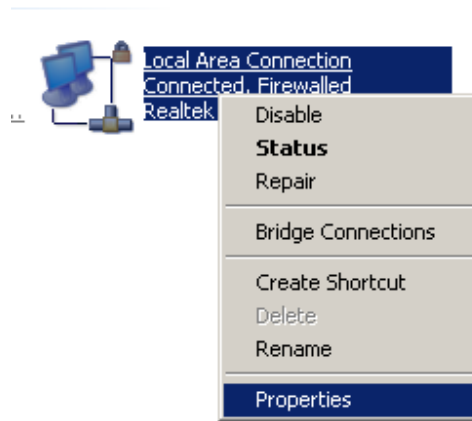 Local Area Connection
Connected, Firewalled
Realtek
Disable
Status
Repair
Bridge Connections
Create Shortcut
Delete
Rename
Properties